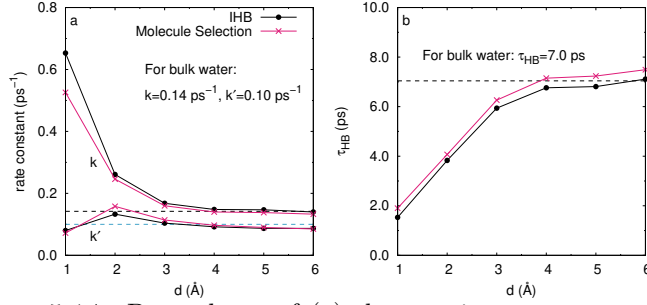 a
IHB
Molecule Selection
For bulk water:
k=0.14 ps⁻¹, k′=0.10 ps⁻¹
k
k′
rate constant (ps⁻¹)
0.8
0.6
0.4
0.2
0.0
1 2 3 4 5 6
d (Å)
b
For bulk water: τHB=7.0 ps
τHB (ps)
10.0
8.0
6.0
4.0
2.0
0.0
1 2 3 4 5 6
d (Å)